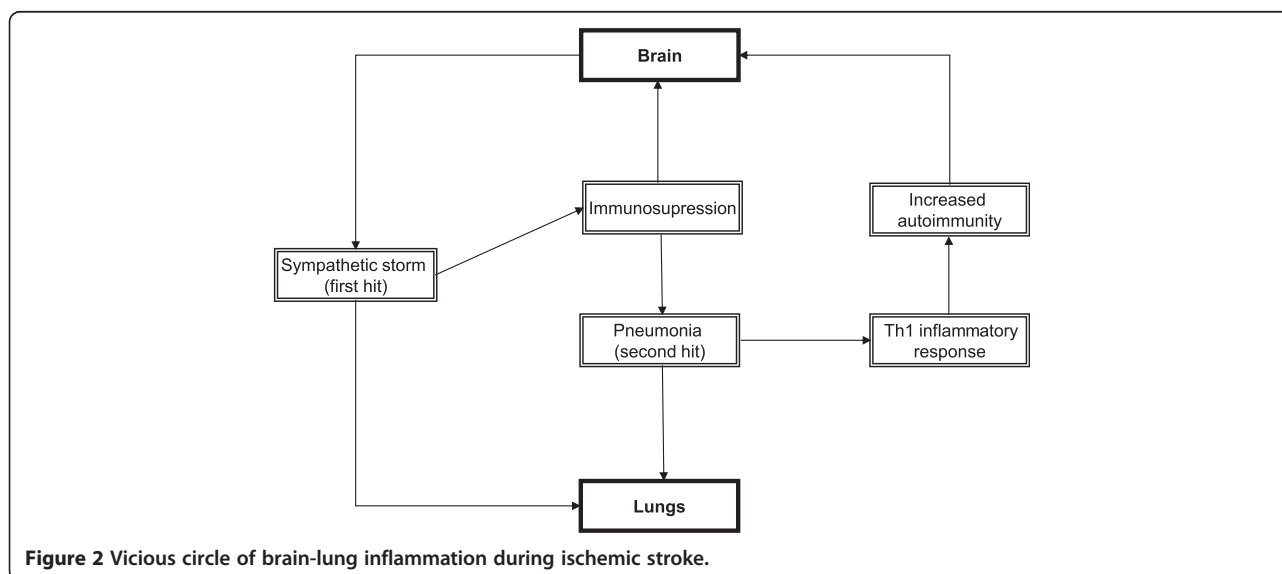 Brain
Immunosupression
Increased
autoimmunity
Sympathetic storm
(first hit)
Pneumonia
(second hit)
Th1 inflammatory
response
Lungs
Figure 2 Vicious circle of brain-lung inflammation during ischemic stroke.